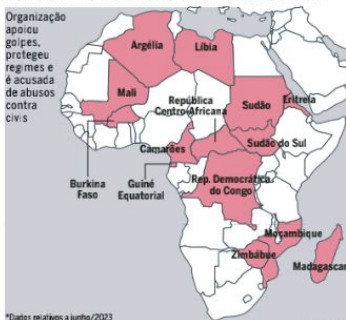 Organização
apoiou
golpes,
protegeu
regimes e
é acusada
de abusos
contra
civis
Argélia
Líbia
Mali
República
Centro-Africana
Sudão
Eritreia
Camarões
Sudão do Sul
Burkina
Faso
Guiné
Equatorial
Rep. Democrática
do Congo
Moçambique
Zimbábue
Madagascar
*Dados relativos a junho/2023